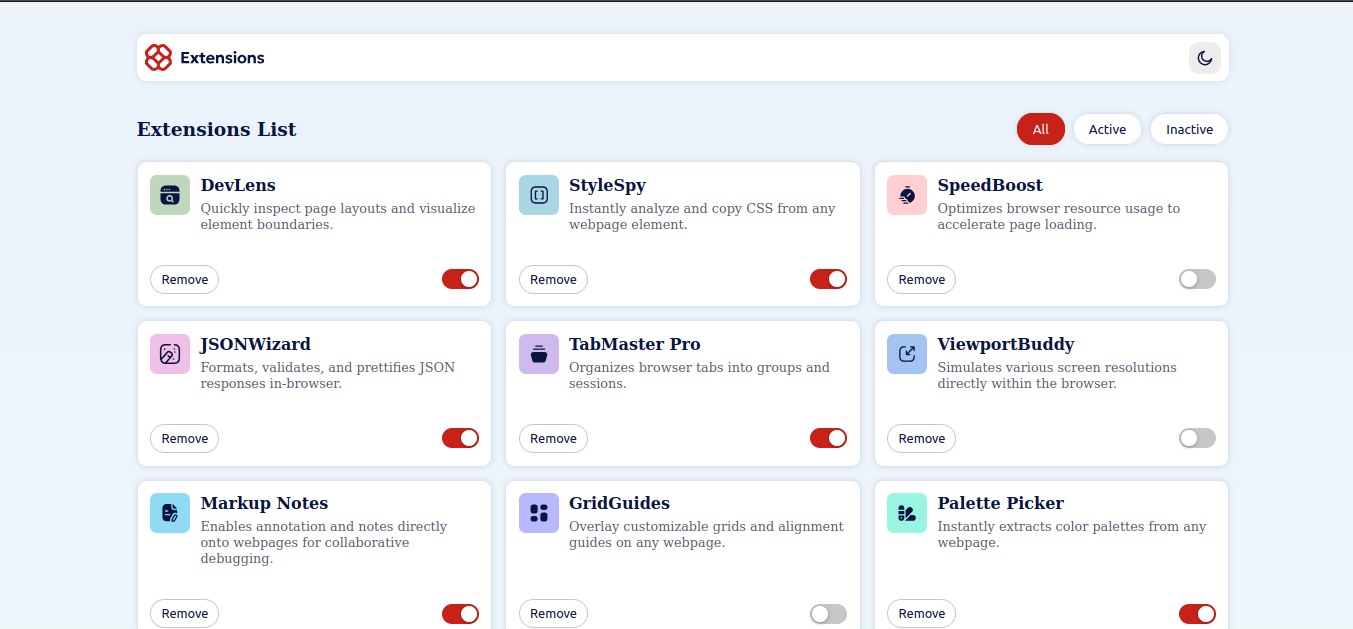 Extensions
Extensions List
All
Active
Inactive
DevLens
Quickly inspect page layouts and visualize
element boundaries.
Remove
StyleSpy
Instantly analyze and copy CSS from any
webpage element.
Remove
SpeedBoost
Optimizes browser resource usage to
accelerate page loading.
Remove
JSONWizard
Formats, validates, and prettifies JSON
responses in-browser.
Remove
TabMaster Pro
Organizes browser tabs into groups and
sessions.
Remove
ViewportBuddy
Simulates various screen resolutions
directly within the browser.
Remove
Markup Notes
Enables annotation and notes directly
onto webpages for collaborative
debugging.
Remove
GridGuides
Overlay customizable grids and alignment
guides on any webpage.
Remove
Palette Picker
Instantly extracts color palettes from any
webpage.
Remove